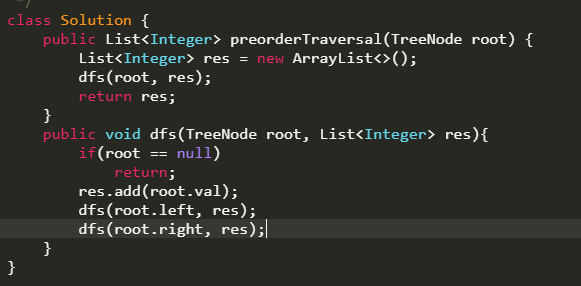 */
class Solution {
    public List<Integer> preorderTraversal(TreeNode root) {
        List<Integer> res = new ArrayList<>();
        dfs(root, res);
        return res;
    }
    public void dfs(TreeNode root, List<Integer> res){
        if(root == null)
            return;
        res.add(root.val);
        dfs(root.left, res);
        dfs(root.right, res);
    }
}